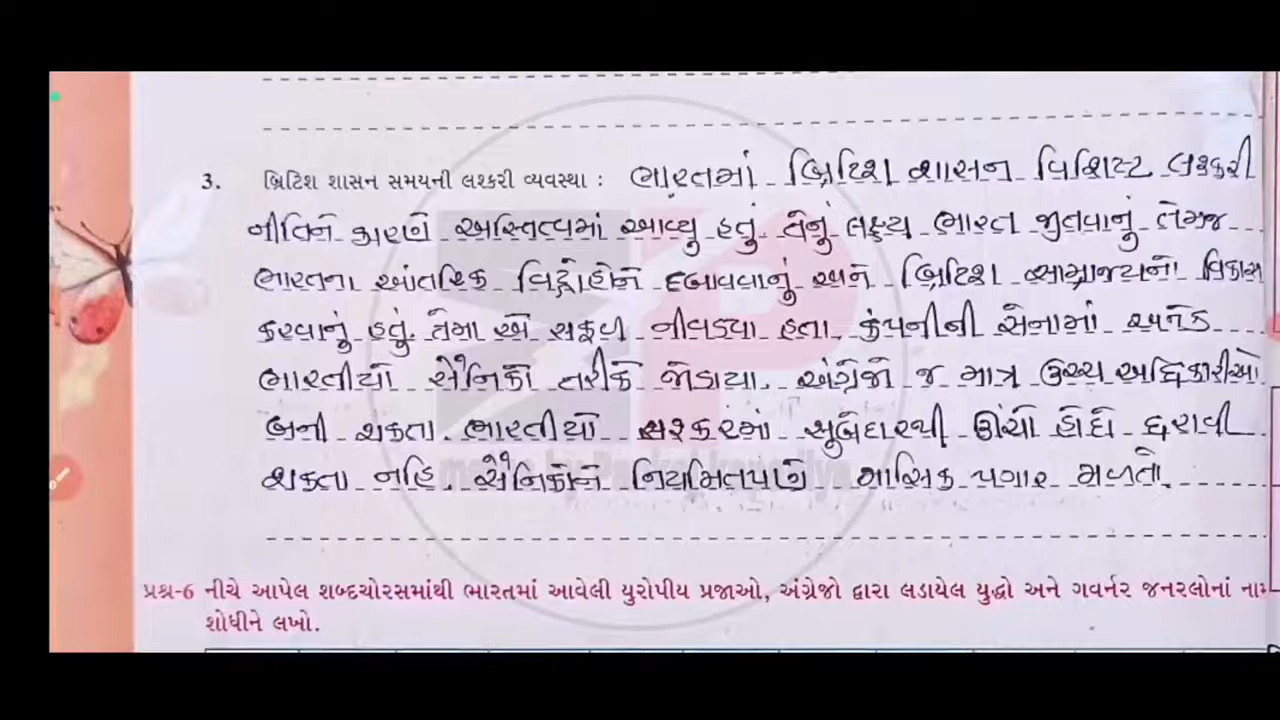 3. બ્રિટિશ શાસન સમયની લશ્કરી વ્યવસ્થા : ભારતમાં બ્રિટિશ શાસન વિશિષ્ટ લશ્કરી
નીતિને કારણે અસ્તિત્વમાં આવ્યુ હતું. તેનું લક્ષ્ય ભારત જીતવાનું તેમજ
ભારતના આંતરિક વિદ્રોહોને દબાવવાનું અને બ્રિટિશ સામ્રાજ્યનો વિકાસ
કરવાનું હતું. તેમા એ સફળ નીવડ્યા હતા. કંપનીની સેનામાં અનેક
ભારતીયો સૈનિકો તરીકે જોડાયા. અંગ્રેજો જ માત્ર ઉચ્ચ અધિકારીઓ
બની શકતા. ભારતીયો લશ્કરમાં સૂબેદારથી ઊંચો હોદો ધરાવી
શકતા નહિ. સૈનિકોને નિયમિતપણે માસિક પગાર મળતો.
પ્રશ્ન-6 નીચે આપેલ શબ્દચોરસમાંથી ભારતમાં આવેલી યુરોપીય પ્રજાઓ, અંગ્રેજો દ્વારા લડાયેલ યુદ્ધો અને ગવર્નર જનરલોનાં નામ
શોધીને લખો.